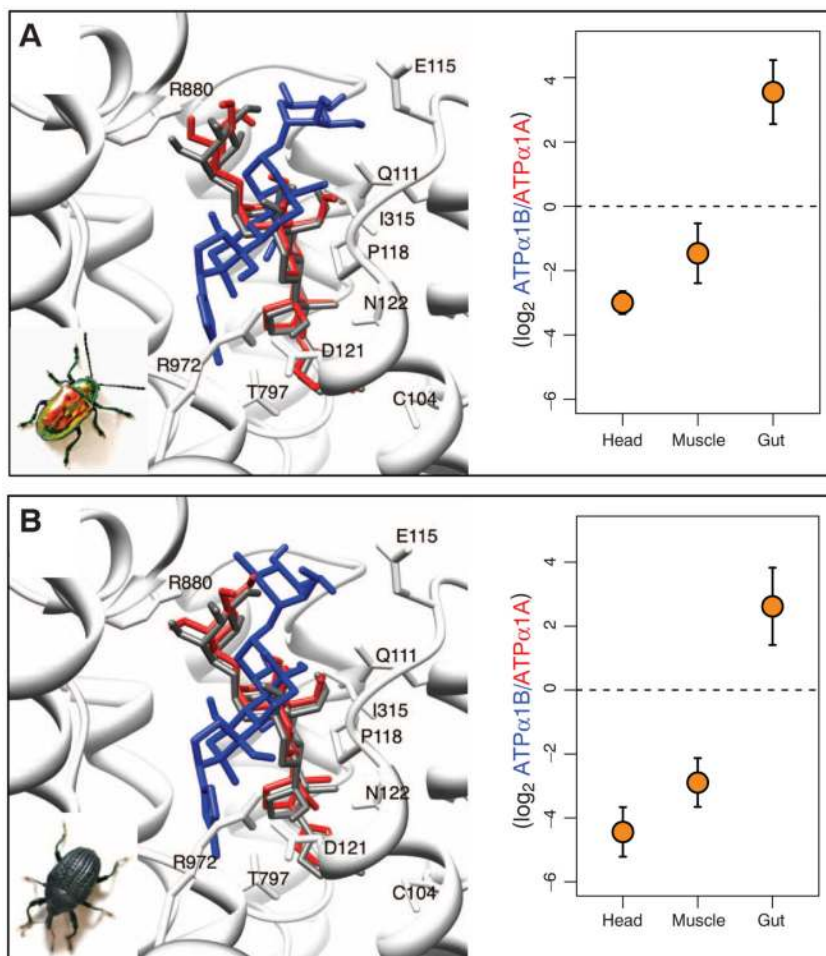 A
R880
E115
Q111
I315
P118
N122
D121
R972
T797
C104
(log2 ATPα1B/ATPα1A)
4
2
0
−2
−4
−6
Head Muscle Gut
B
E115
R880
Q111
I315
P118
N122
D121
R972
T797
C104
(log2 ATPα1B/ATPα1A)
4
2
0
−2
−4
−6
Head Muscle Gut